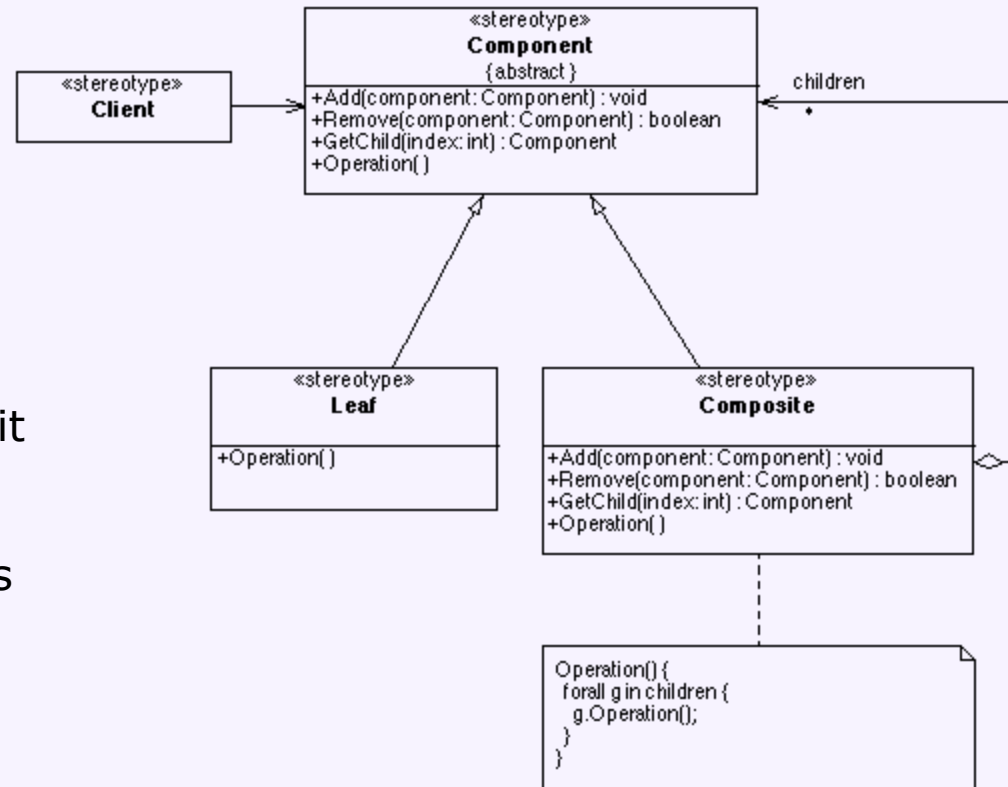 «stereotype»
Component
{abstract}
+Add(component: Component) : void
+Remove(component: Component) : boolean
+GetChild(index: int) : Component
+Operation( )
«stereotype»
Client
children
*
«stereotype»
Leaf
+Operation( )
«stereotype»
Composite
+Add(component: Component) : void
+Remove(component: Component) : boolean
+GetChild(index: int) : Component
+Operation( )
it
s
Operation() {
forall g in children {
g.Operation();
}
}